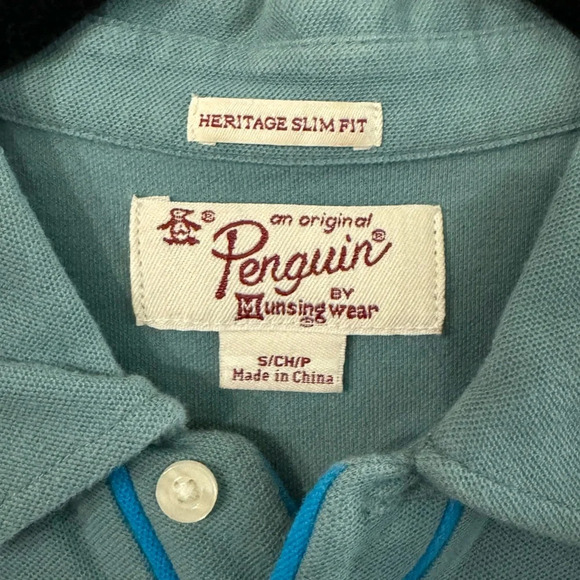 HERITAGE SLIM FIT
an original
Penguin®
BY
Munsingwear
®
S/CH/P
Made in China